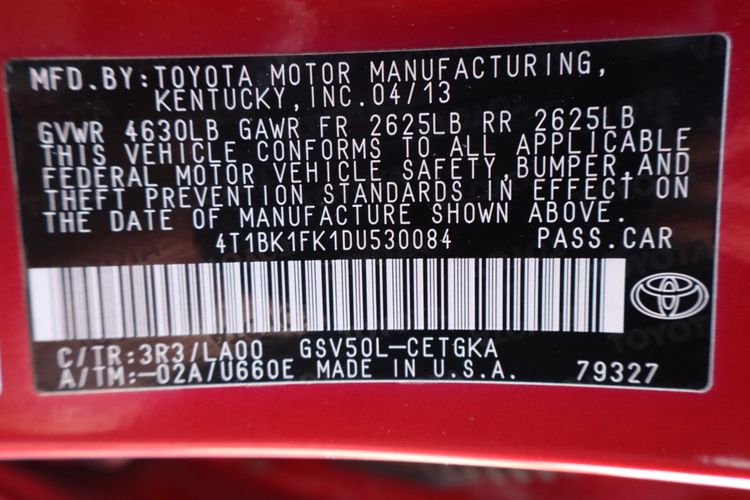 MFD.BY:TOYOTA MOTOR MANUFACTURING,
KENTUCKY,INC.04/13
GVWR 4630LB GAWR FR 2625LB RR 2625LB
THIS VEHICLE CONFORMS TO ALL APPLICABLE
FEDERAL MOTOR VEHICLE SAFETY,BUMPER,AND
THEFT PREVENTION STANDARDS IN EFFECT ON
THE DATE OF MANUFACTURE SHOWN ABOVE.
4T1BK1FK1DU530084 PASS.CAR
C/TR:3R3/LA00 GSV50L-CETGKA
A/TM:-02A/U660E MADE IN U.S.A. 79327